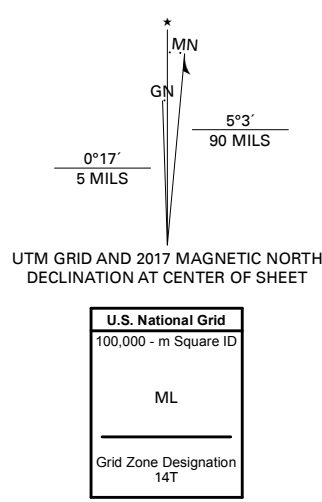 ★
MN
GN
5°3´
90 MILS
0°17´
5 MILS
UTM GRID AND 2017 MAGNETIC NORTH
DECLINATION AT CENTER OF SHEET
U.S. National Grid
100,000 - m Square ID
ML
Grid Zone Designation
14T